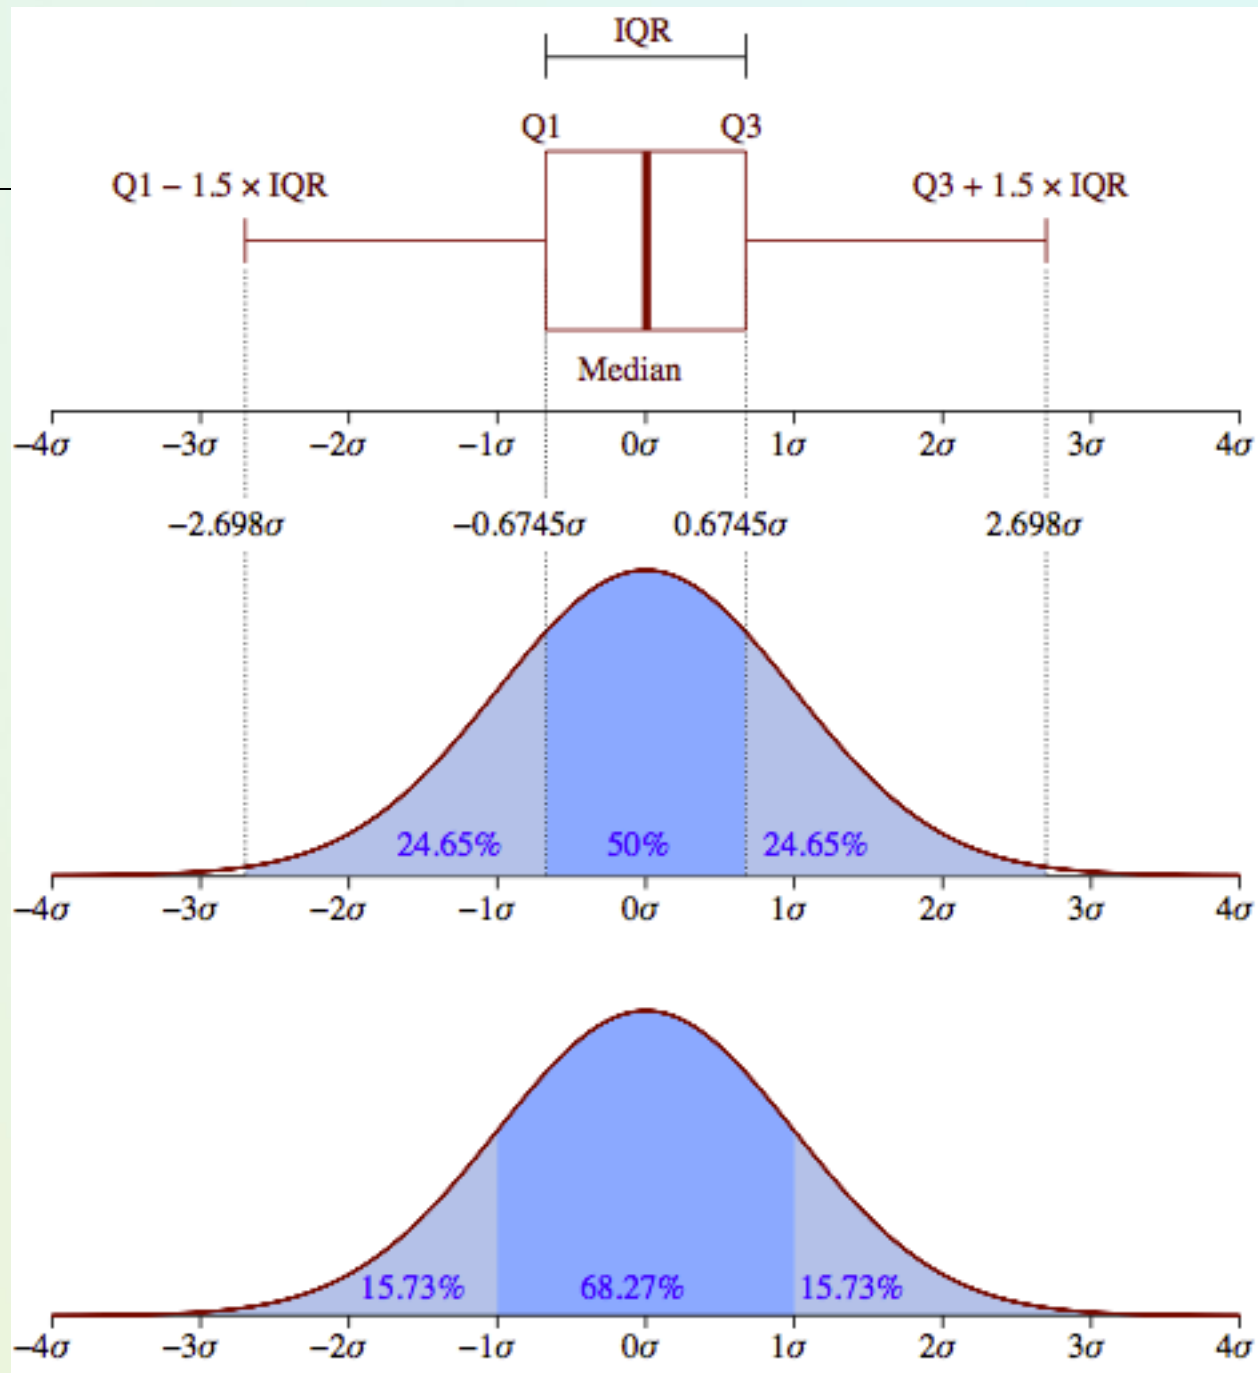 IQR
Q1 Q3
Q1 − 1.5 × IQR Q3 + 1.5 × IQR
Median
−4σ −3σ −2σ −1σ 0σ 1σ 2σ 3σ 4σ
−2.698σ −0.6745σ 0.6745σ 2.698σ
24.65% 50% 24.65%
−4σ −3σ −2σ −1σ 0σ 1σ 2σ 3σ 4σ
15.73% 68.27% 15.73%
−4σ −3σ −2σ −1σ 0σ 1σ 2σ 3σ 4σ